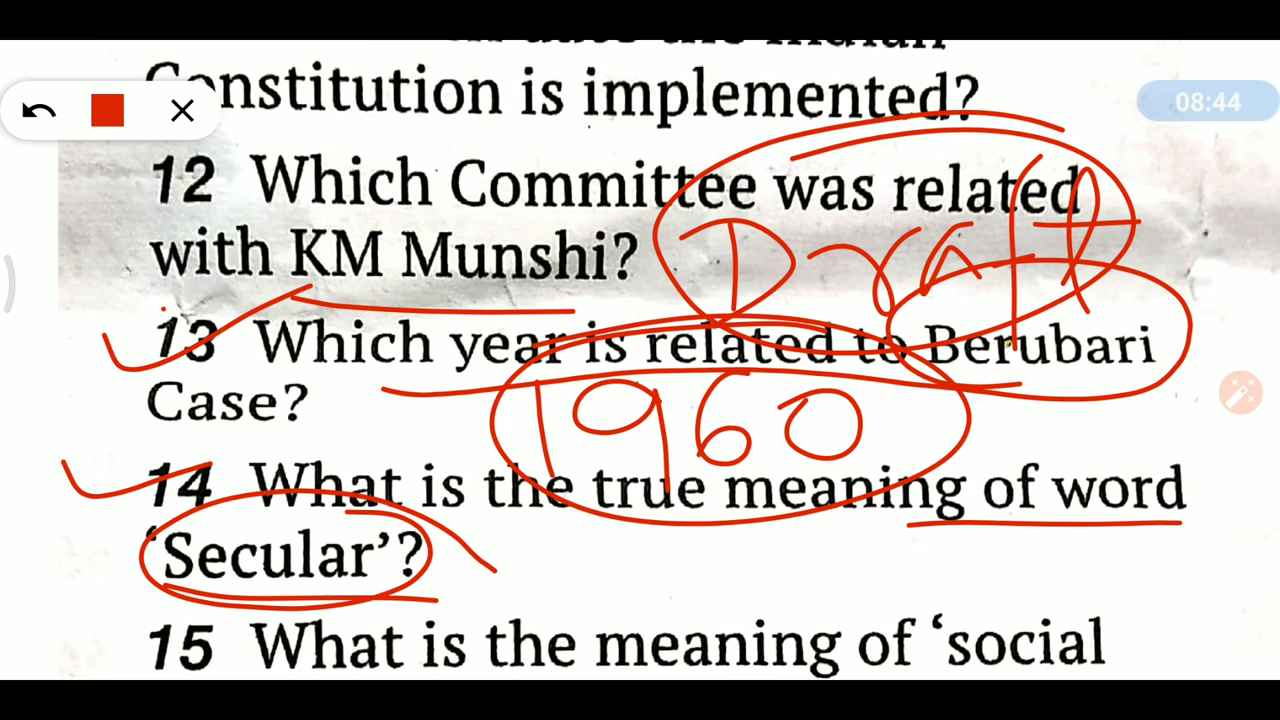 Constitution is implemented?
08:44
12 Which Committee was related
with KM Munshi?
Draft
13 Which year is related to Berubari
Case?
1960
14 What is the true meaning of word
‘Secular’?
15 What is the meaning of ‘social